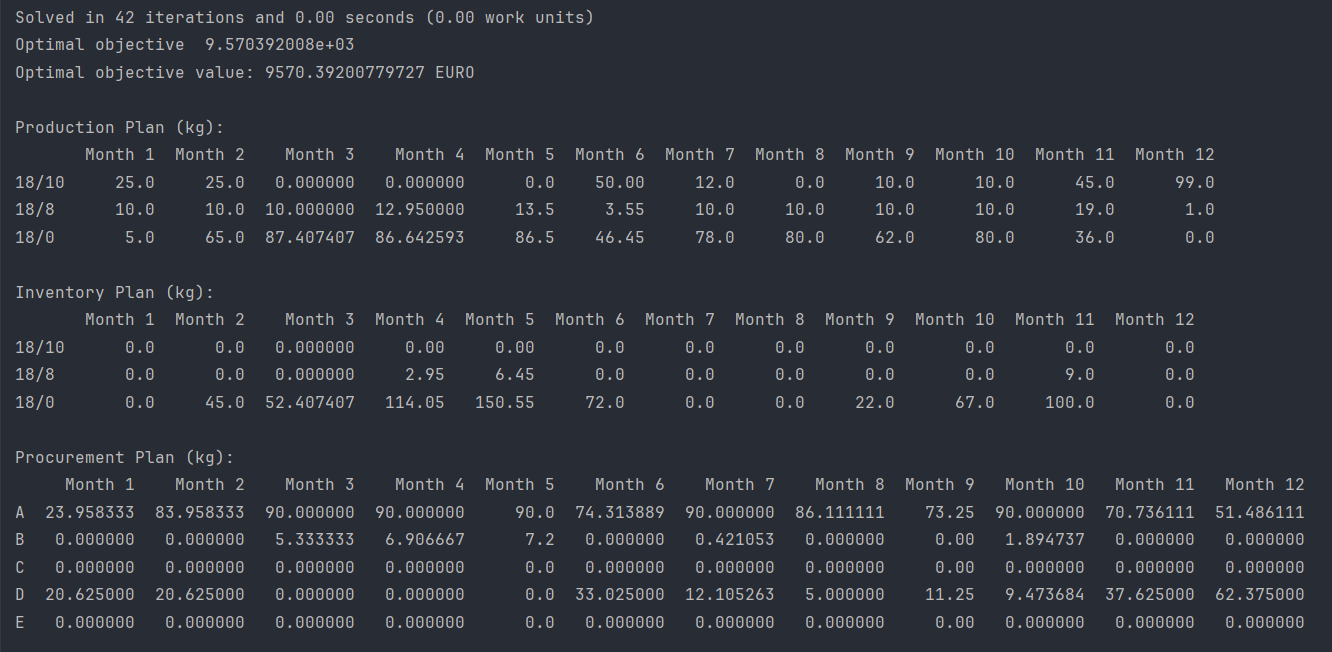 Solved in 42 iterations and 0.00 seconds (0.00 work units)
Optimal objective  9.570392008e+03
Optimal objective value: 9570.39200779727 EURO
Production Plan (kg):
       Month 1  Month 2    Month 3    Month 4  Month 5  Month 6  Month 7  Month 8  Month 9  Month 10  Month 11  Month 12
18/10     25.0     25.0   0.000000   0.000000      0.0    50.00     12.0      0.0     10.0      10.0      45.0      99.0
18/8      10.0     10.0  10.000000  12.950000     13.5     3.55     10.0     10.0     10.0      10.0      19.0       1.0
18/0       5.0     65.0  87.407407  86.642593     86.5    46.45     78.0     80.0     62.0      80.0      36.0       0.0
Inventory Plan (kg):
       Month 1  Month 2    Month 3  Month 4  Month 5  Month 6  Month 7  Month 8  Month 9  Month 10  Month 11  Month 12
18/10      0.0      0.0   0.000000     0.00     0.00      0.0      0.0      0.0      0.0       0.0       0.0       0.0
18/8       0.0      0.0   0.000000     2.95     6.45      0.0      0.0      0.0      0.0       0.0       9.0       0.0
18/0       0.0     45.0  52.407407   114.05   150.55     72.0      0.0      0.0     22.0      67.0     100.0       0.0
Procurement Plan (kg):
     Month 1    Month 2    Month 3    Month 4  Month 5    Month 6    Month 7    Month 8  Month 9   Month 10   Month 11   Month 12
A  23.958333  83.958333  90.000000  90.000000     90.0  74.313889  90.000000  86.111111    73.25  90.000000  70.736111  51.486111
B   0.000000   0.000000   5.333333   6.906667      7.2   0.000000   0.421053   0.000000     0.00   1.894737   0.000000   0.000000
C   0.000000   0.000000   0.000000   0.000000      0.0   0.000000   0.000000   0.000000     0.00   0.000000   0.000000   0.000000
D  20.625000  20.625000   0.000000   0.000000      0.0  33.025000  12.105263   5.000000    11.25   9.473684  37.625000  62.375000
E   0.000000   0.000000   0.000000   0.000000      0.0   0.000000   0.000000   0.000000     0.00   0.000000   0.000000   0.000000